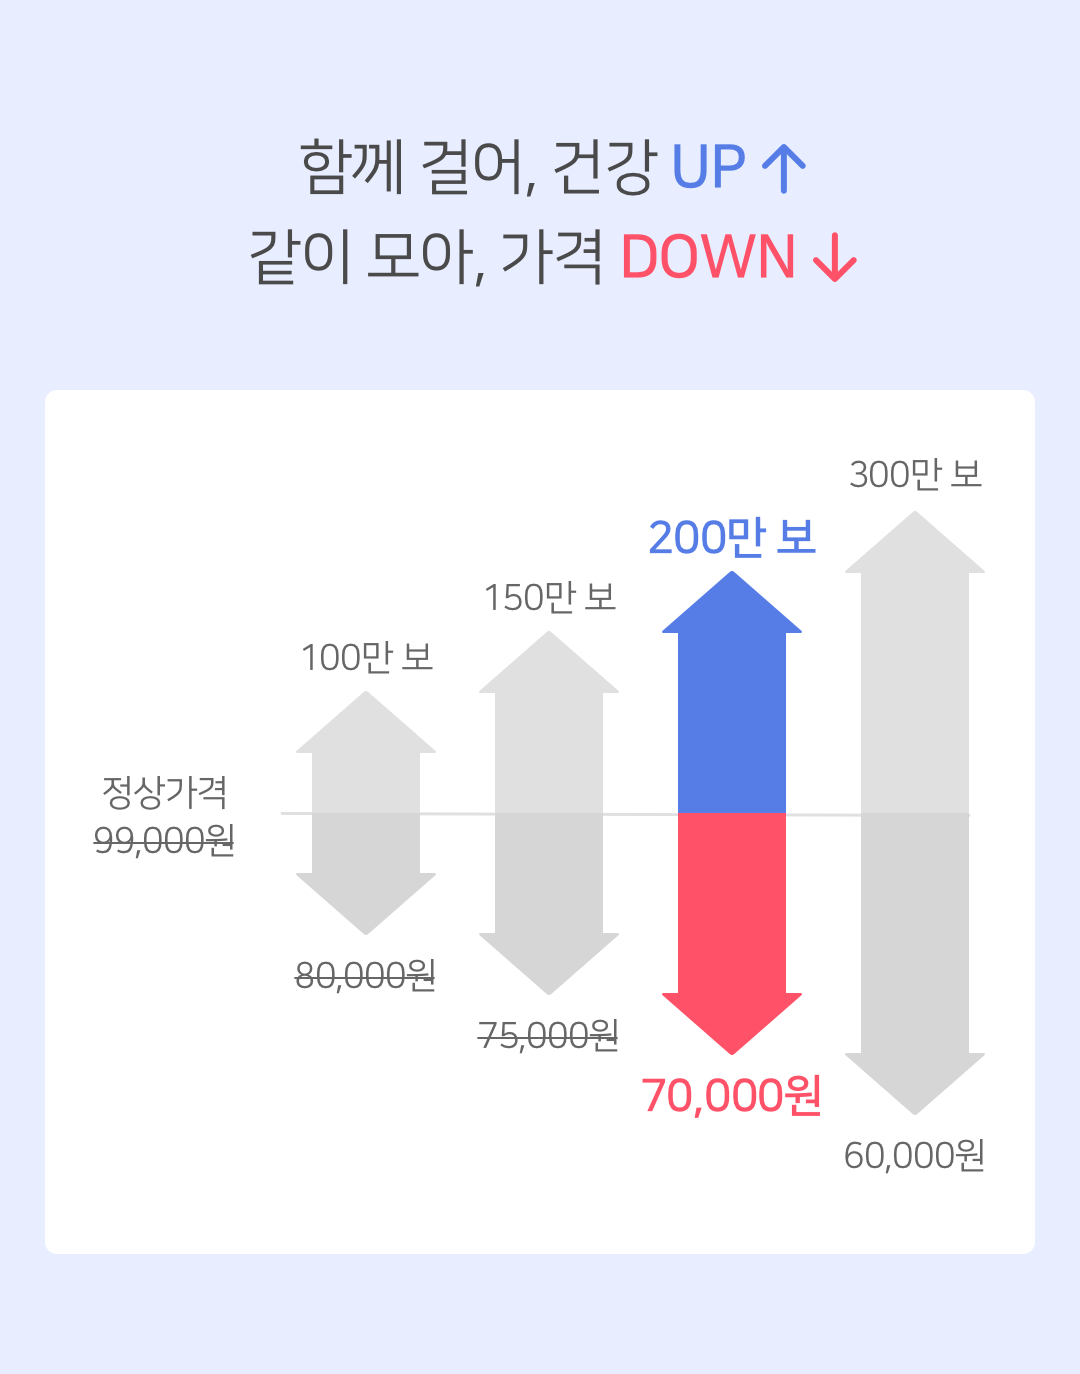 함께 걸어, 건강 UP ↑
같이 모아, 가격 DOWN ↓
300만 보
200만 보
150만 보
100만 보
정상가격
99,000원
80,000원
75,000원
70,000원
60,000원